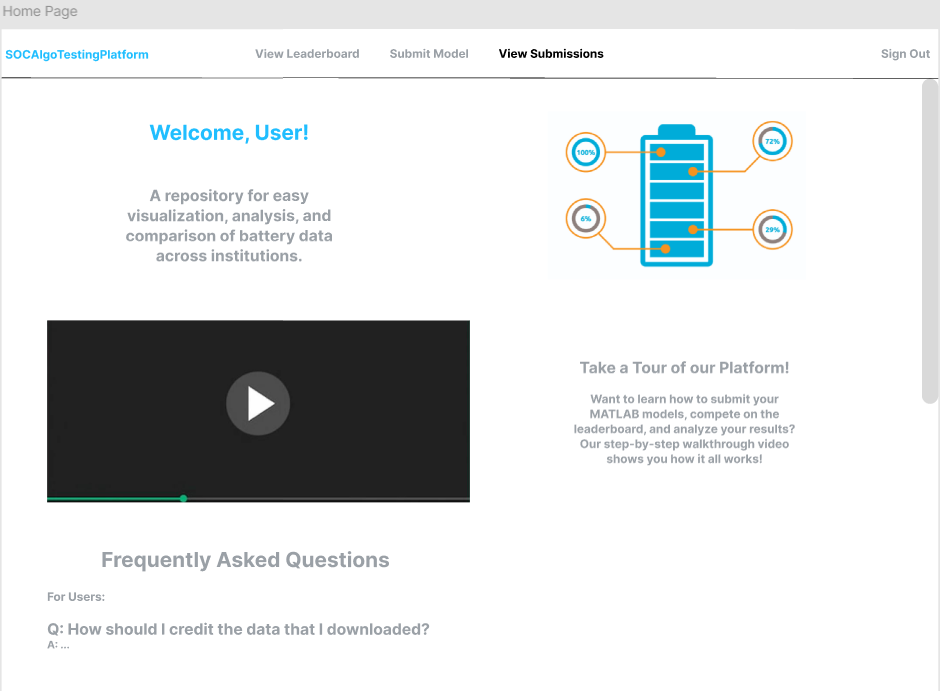 Home Page
SOCAlgoTestingPlatform
View Leaderboard
Submit Model
View Submissions
Sign Out
Welcome, User!
A repository for easy
visualization, analysis, and
comparison of battery data
across institutions.
100%
72%
6%
29%
Take a Tour of our Platform!
Want to learn how to submit your
MATLAB models, compete on the
leaderboard, and analyze your results?
Our step-by-step walkthrough video
shows you how it all works!
Frequently Asked Questions
For Users:
Q: How should I credit the data that I downloaded?
A: ...